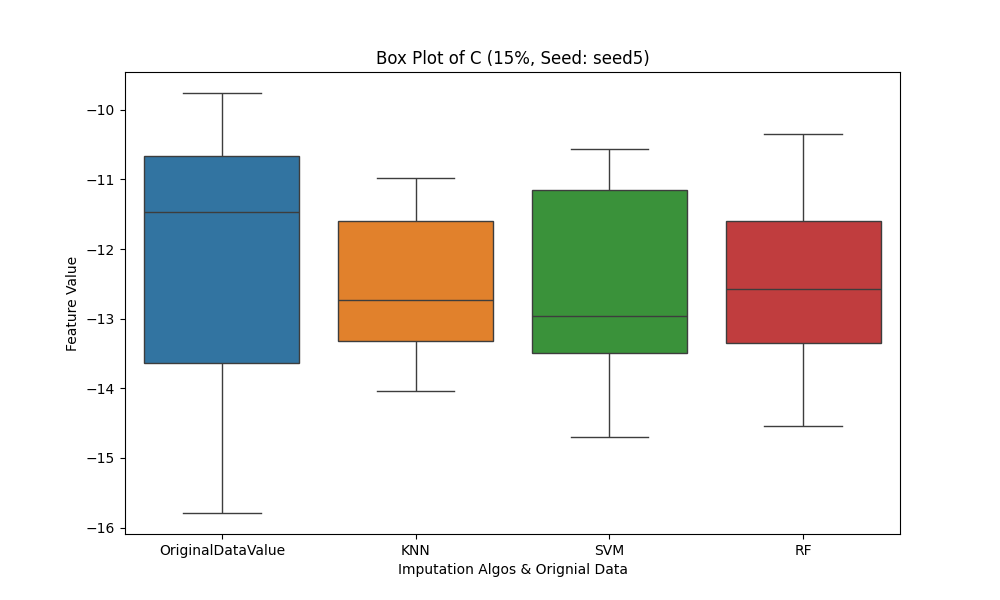 Box Plot of C (15%, Seed: seed5)
Feature Value
−10
−11
−12
−13
−14
−15
−16
OriginalDataValue KNN SVM RF
Imputation Algos & Orignial Data